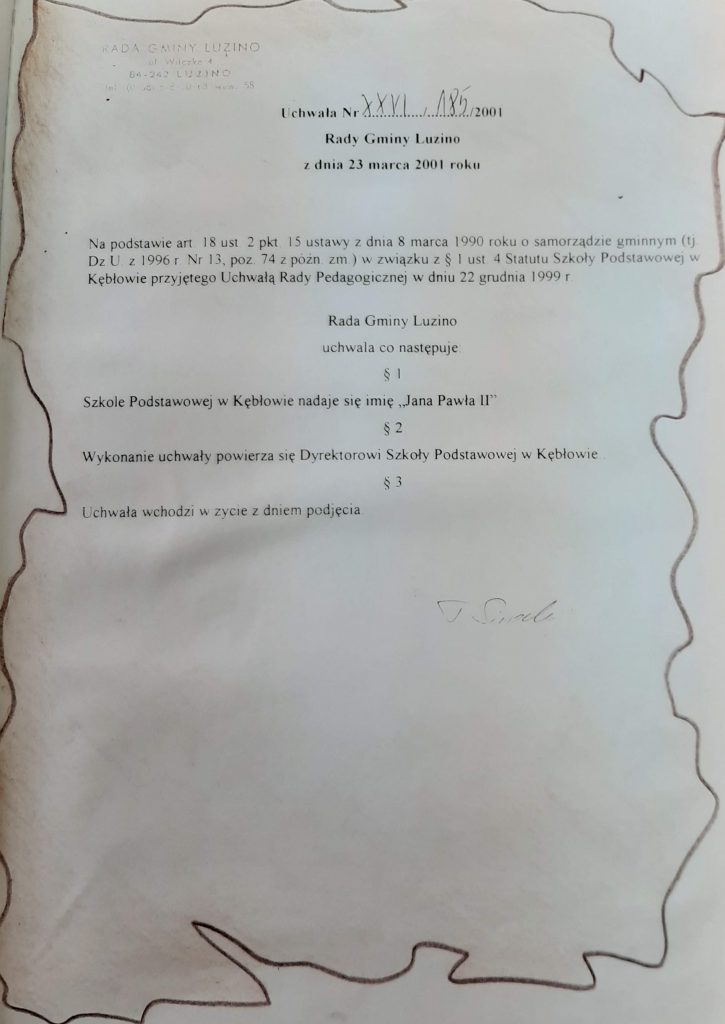 RADA GMINY LUZINO
84-242 LUZINO
Uchwała Nr XXVI / 185 /2001
Rady Gminy Luzino
z dnia 23 marca 2001 roku
Na podstawie art. 18 ust. 2 pkt. 15 ustawy z dnia 8 marca 1990 roku o samorządzie gminnym (tj.
Dz.U. z 1996 r. Nr 13, poz. 74 z późn. zm.) w związku z § 1 ust. 4 Statutu Szkoły Podstawowej w
Kębłowie przyjętego Uchwałą Rady Pedagogicznej w dniu 22 grudnia 1999 r.
Rada Gminy Luzino
uchwala co następuje:
§ 1
Szkole Podstawowej w Kębłowie nadaje się imię „Jana Pawła II”
§ 2
Wykonanie uchwały powierza się Dyrektorowi Szkoły Podstawowej w Kębłowie.
§ 3
Uchwała wchodzi w zycie z dniem podjęcia.